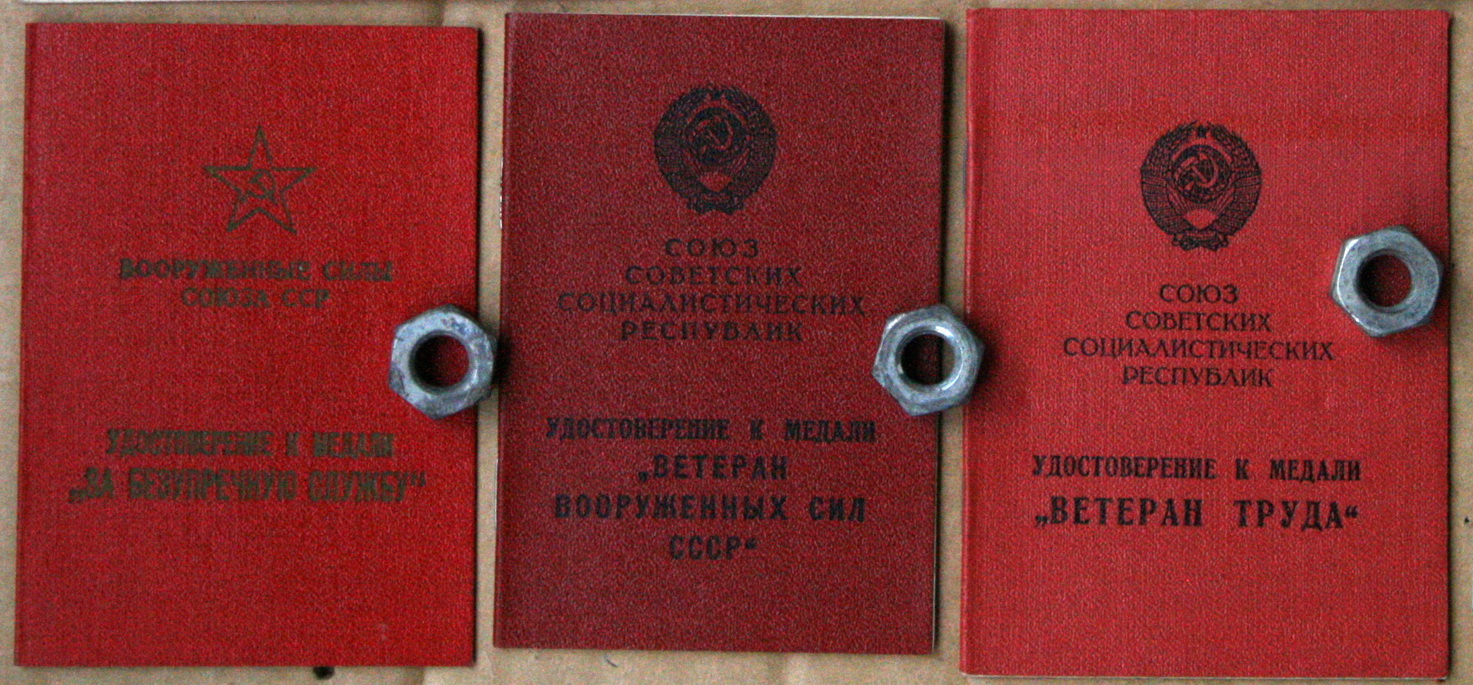 ВООРУЖЕННЫЕ СИЛЫ
СОЮЗА ССР
УДОСТОВЕРЕНИЕ К МЕДАЛИ
„ЗА БЕЗУПРЕЧНУЮ СЛУЖБУ“
СОЮЗ
СОВЕТСКИХ
СОЦИАЛИСТИЧЕСКИХ
РЕСПУБЛИК
УДОСТОВЕРЕНИЕ К МЕДАЛИ
„ВЕТЕРАН
ВООРУЖЕННЫХ СИЛ
СССР“
СОЮЗ
СОВЕТСКИХ
СОЦИАЛИСТИЧЕСКИХ
РЕСПУБЛИК
УДОСТОВЕРЕНИЕ К МЕДАЛИ
„ВЕТЕРАН ТРУДА“